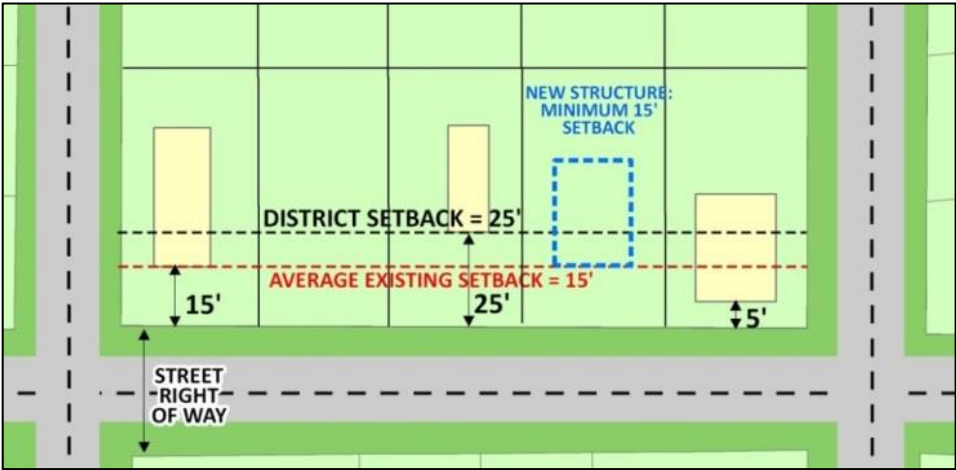 NEW STRUCTURE:
MINIMUM 15'
SETBACK
DISTRICT SETBACK = 25'
AVERAGE EXISTING SETBACK = 15'
15'
25'
5'
STREET
RIGHT
OF WAY